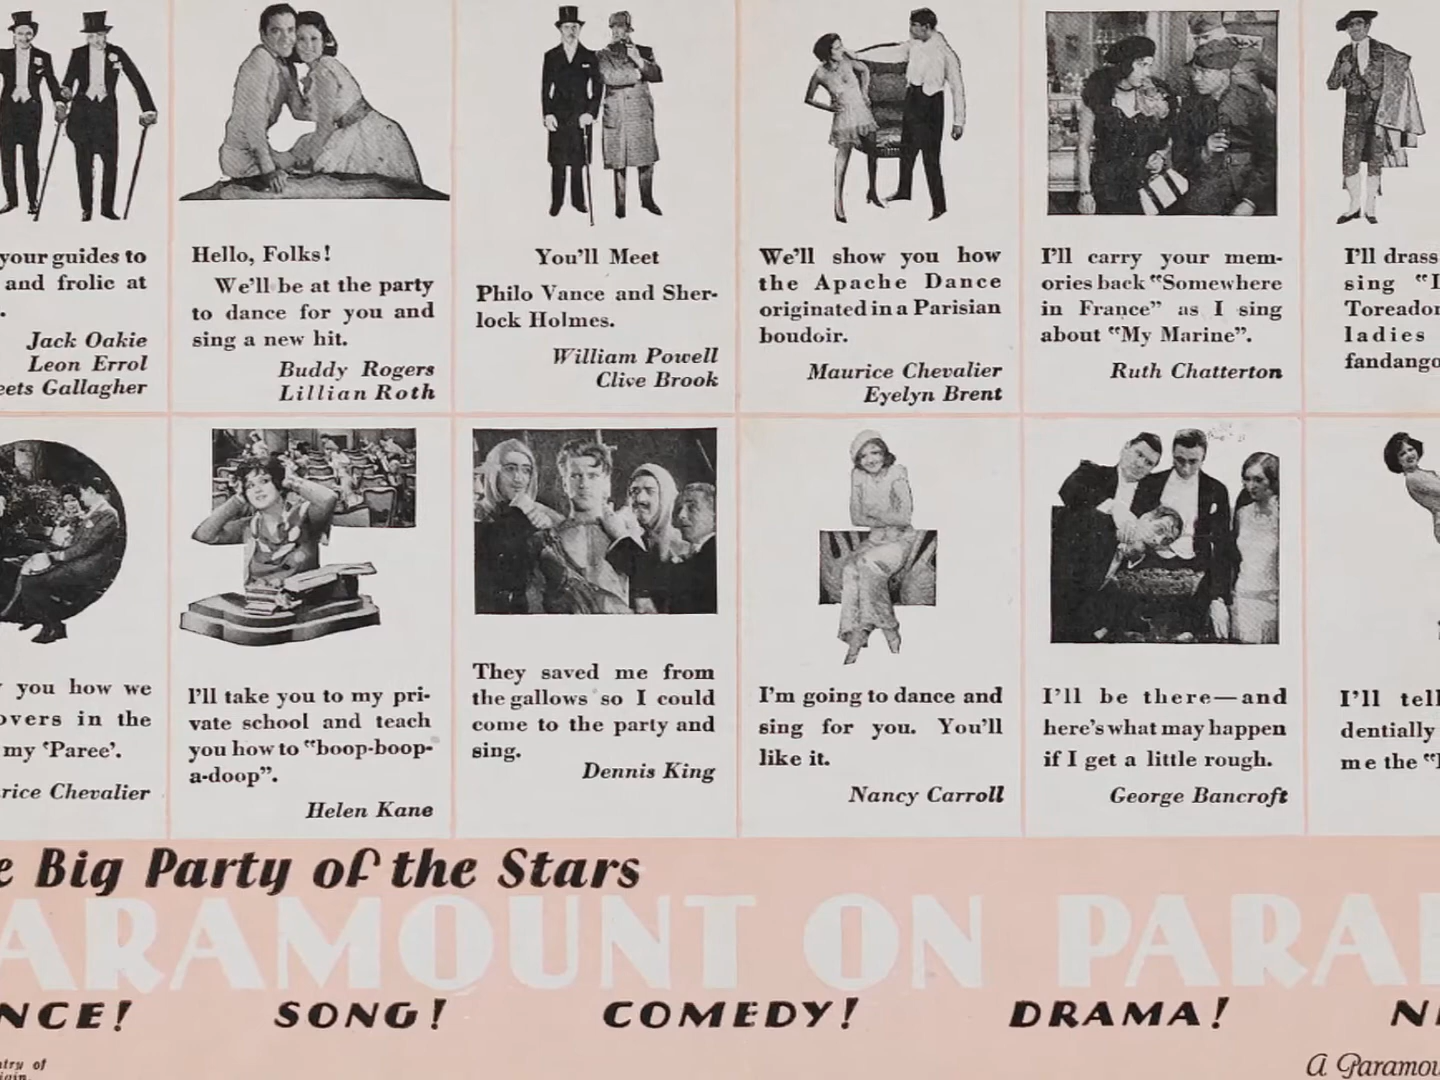 your guides to
and frolic at
Jack Oakie
Leon Errol
eets Gallagher
Hello, Folks!
We'll be at the party
to dance for you and
sing a new hit.
Buddy Rogers
Lillian Roth
You'll Meet
Philo Vance and Sher-
lock Holmes.
William Powell
Clive Brook
We'll show you how
the Apache Dance
originated in a Parisian
boudoir.
Maurice Chevalier
Eyelyn Brent
I'll carry your mem-
ories back "Somewhere
in France" as I sing
about "My Marine".
Ruth Chatterton
I'll drass
sing "I
Toreador
ladies
fandango
you how we
overs in the
my 'Paree'.
rice Chevalier
I'll take you to my pri-
vate school and teach
you how to "boop-boop-
a-doop".
Helen Kane
They saved me from
the gallows so I could
come to the party and
sing.
Dennis King
I'm going to dance and
sing for you. You'll
like it.
Nancy Carroll
I'll be there—and
here's what may happen
if I get a little rough.
George Bancroft
I'll tell
dentially
me the "
e Big Party of the Stars
ARAMOUNT ON PARA
NCE! SONG! COMEDY! DRAMA! N
ntry of
igin.
A Paramou